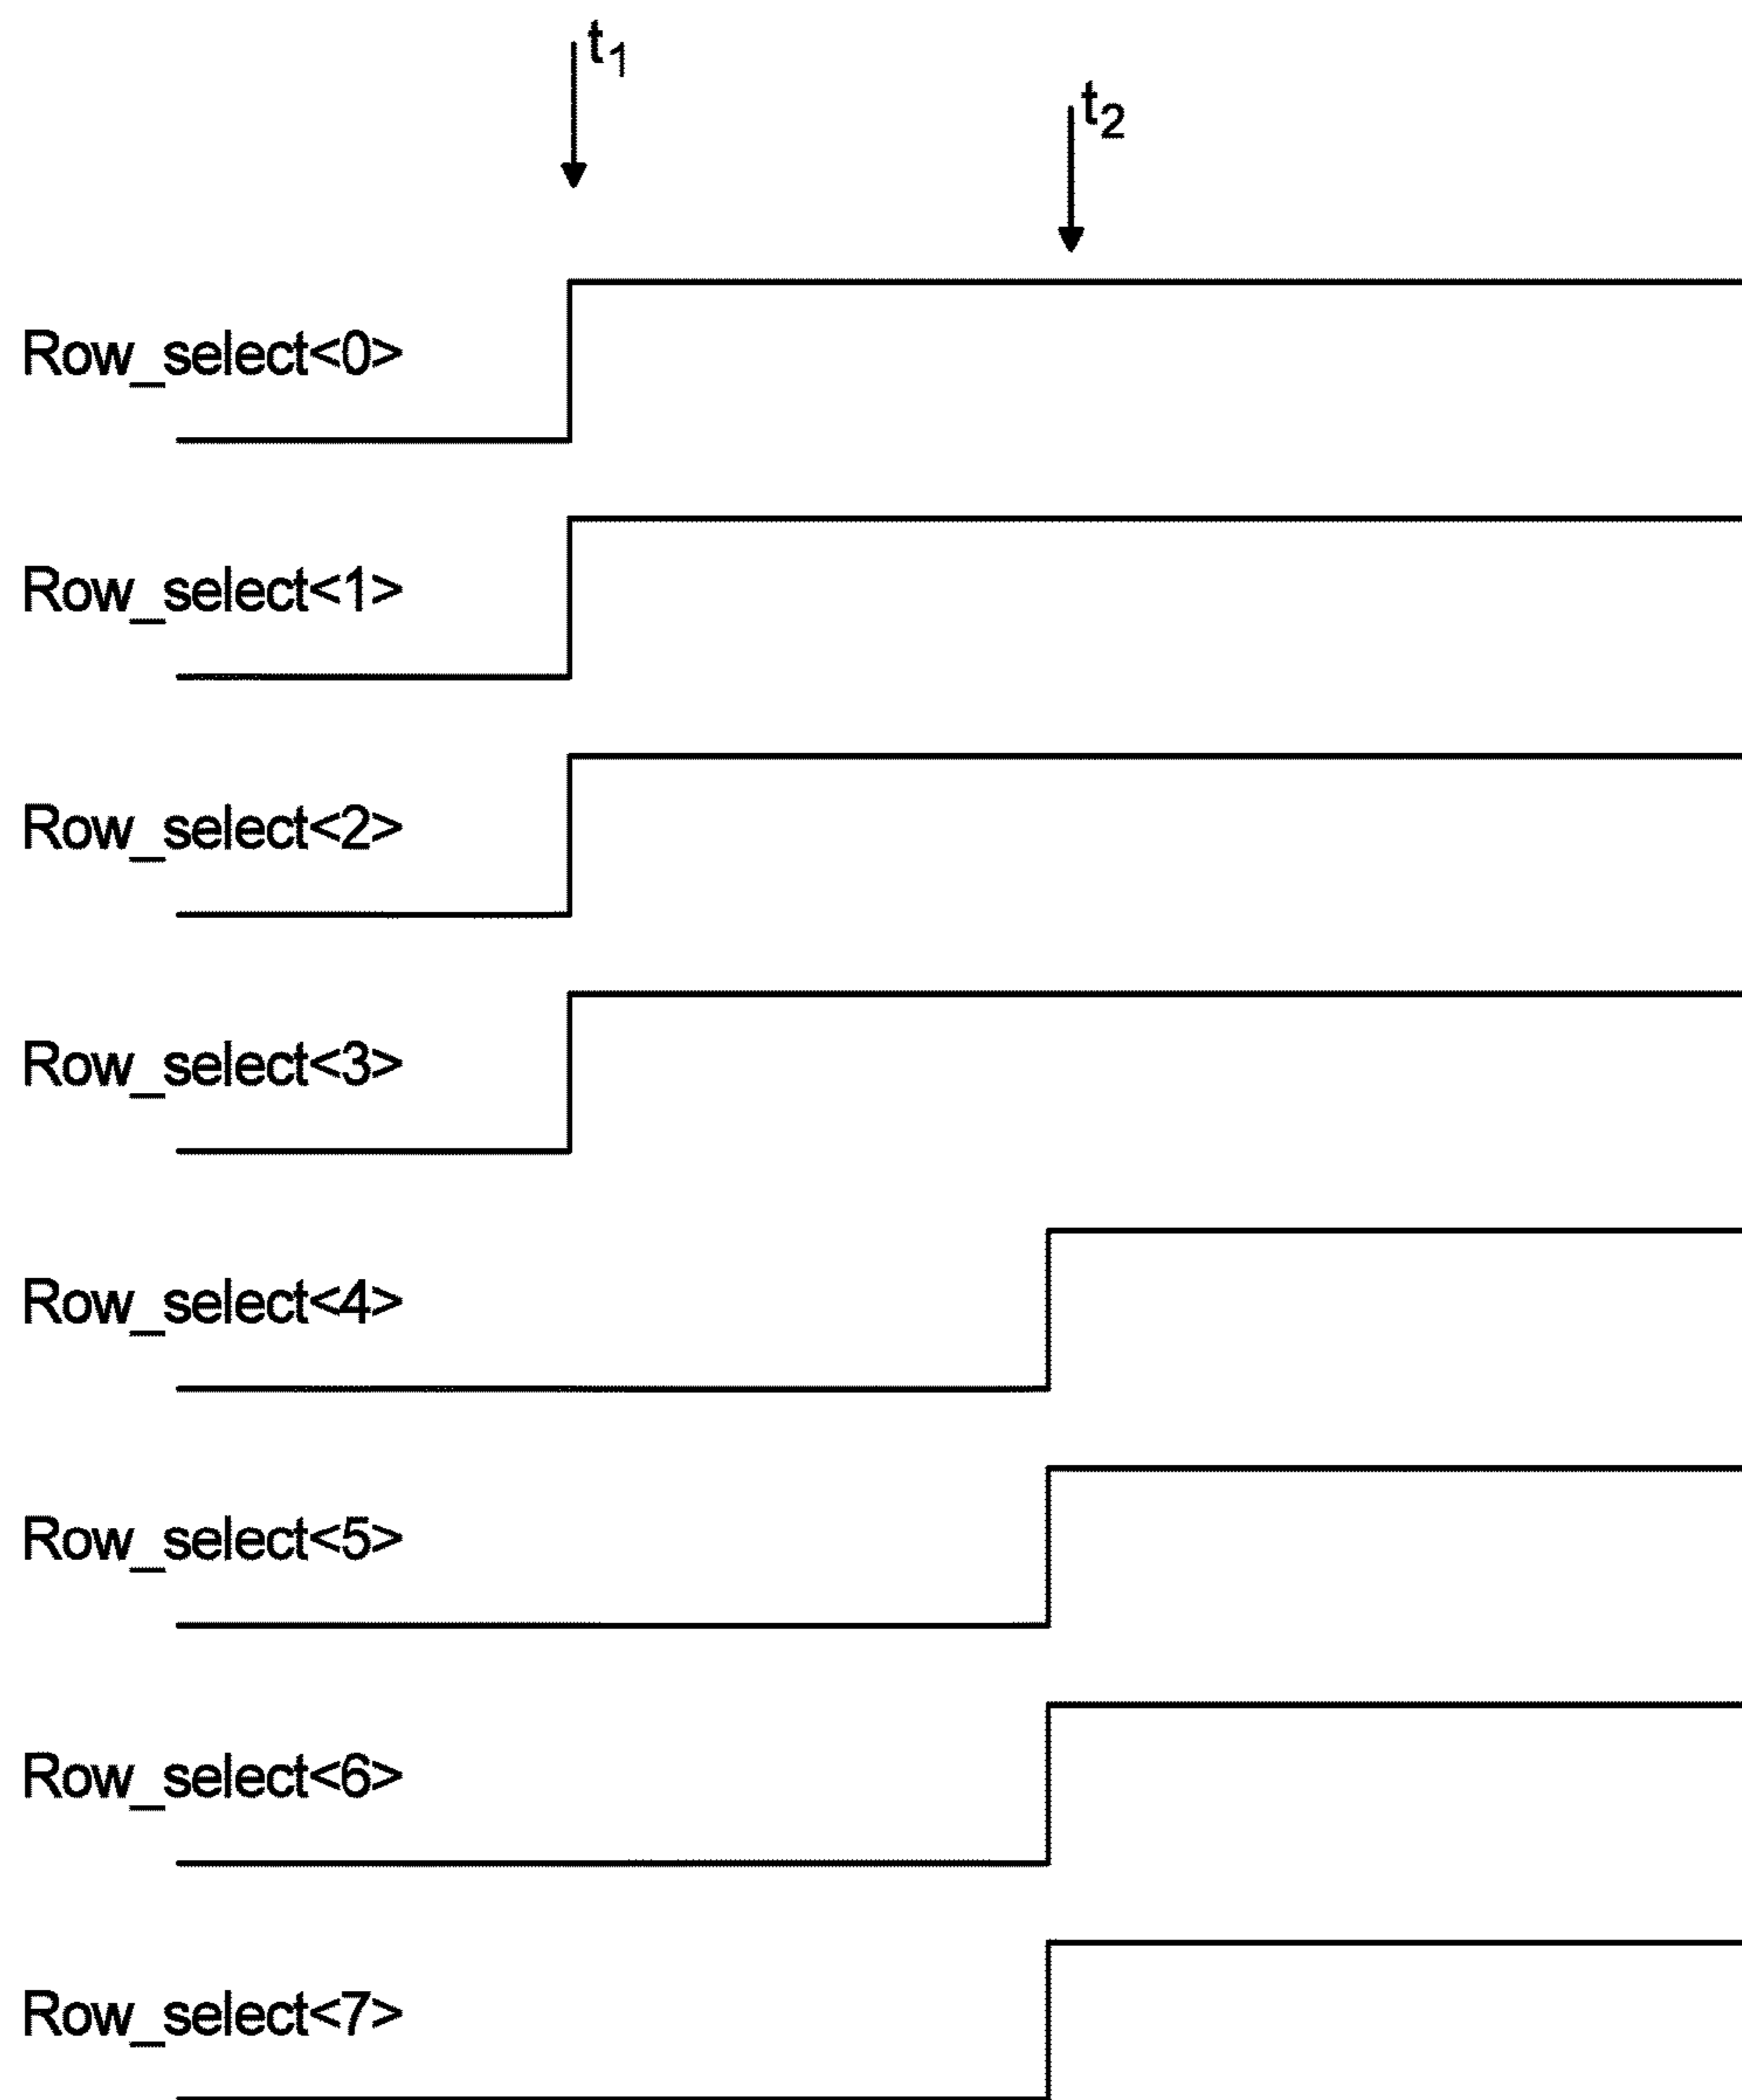 t₁
t₂
Row_select<0>
Row_select<1>
Row_select<2>
Row_select<3>
Row_select<4>
Row_select<5>
Row_select<6>
Row_select<7>